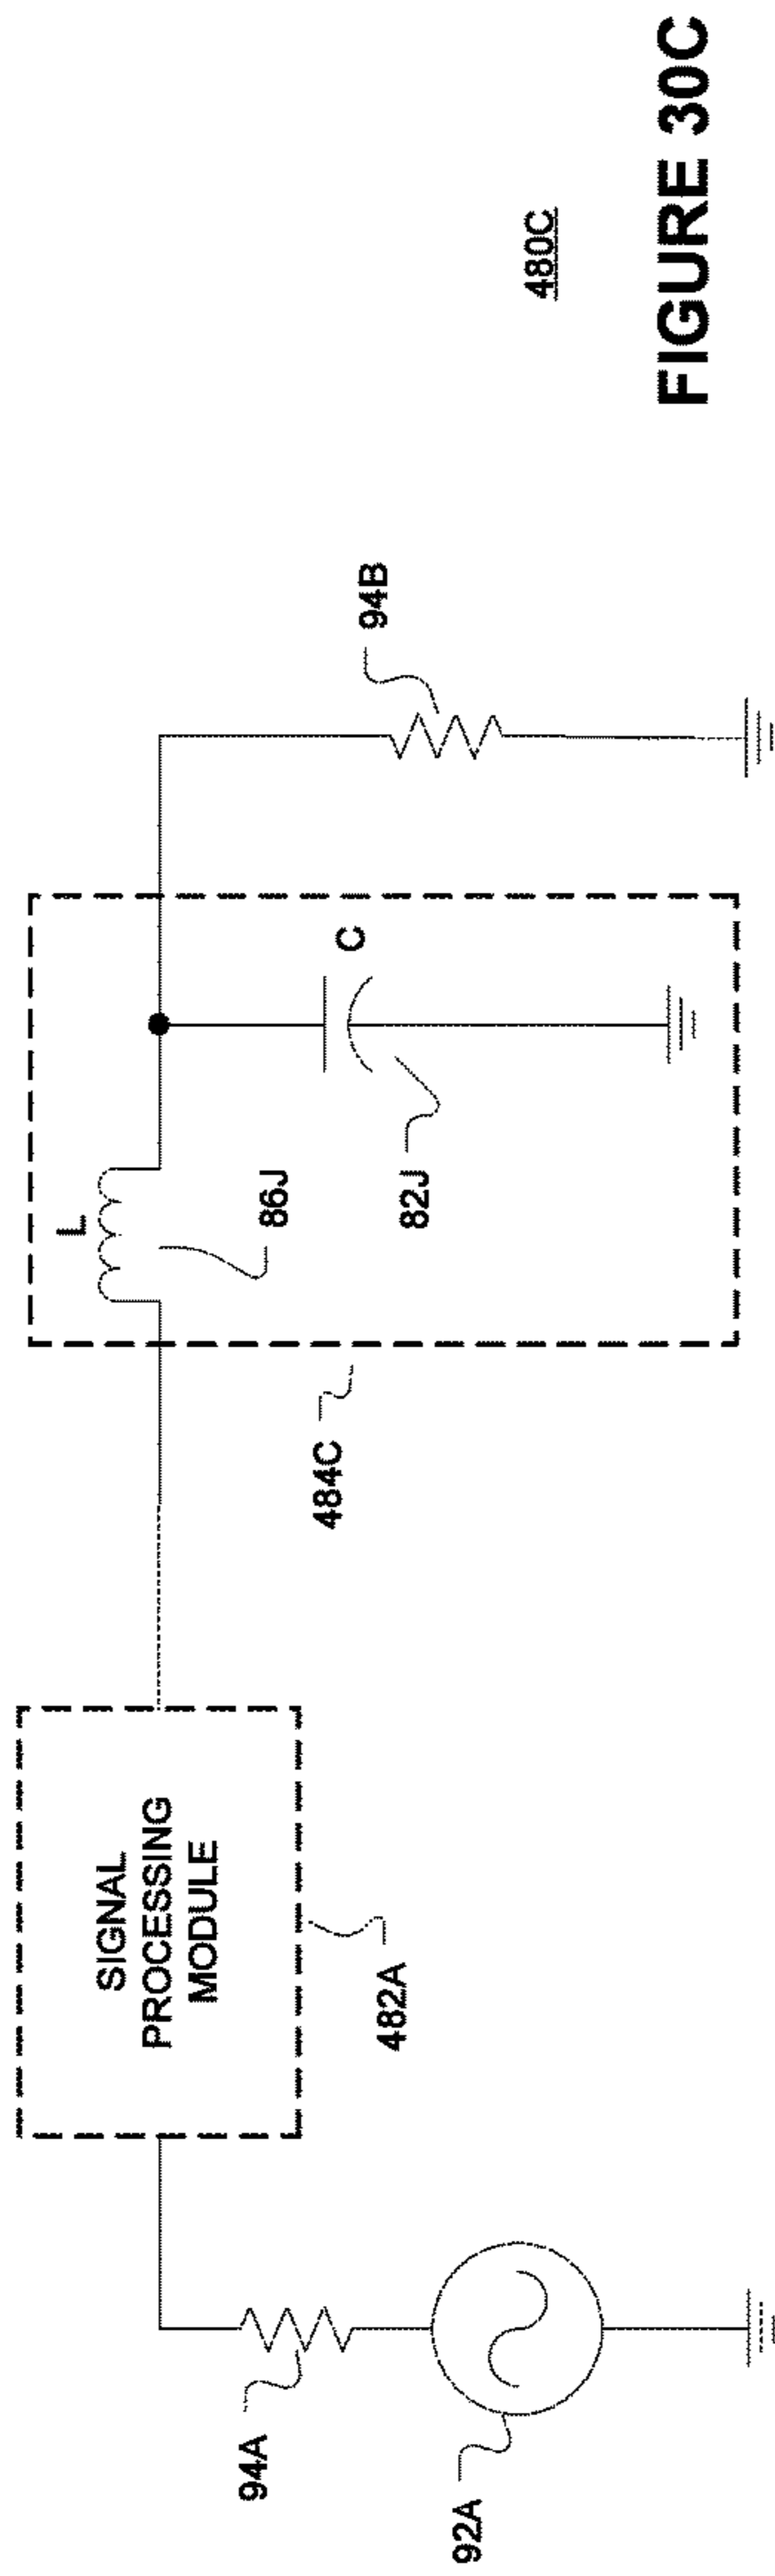 92A
94A
SIGNAL
PROCESSING
MODULE
482A
484C
L
86J
82J
C
94B
480C
FIGURE 30C